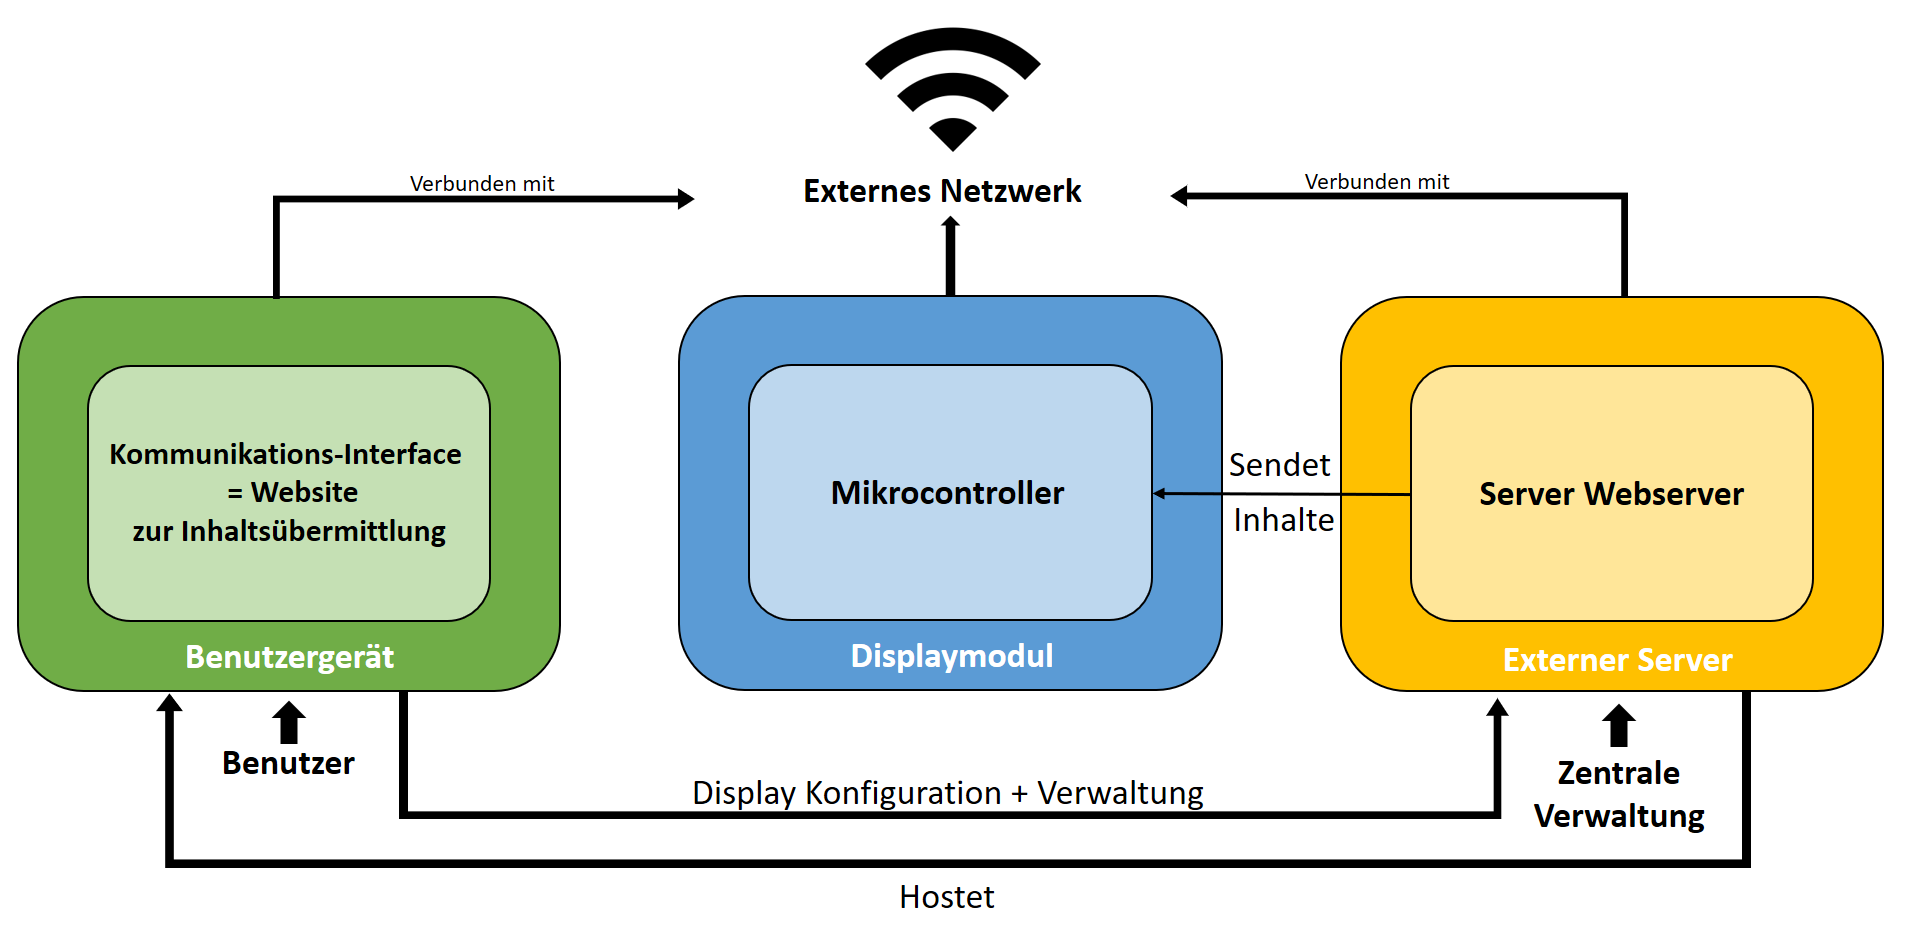 Verbunden mit
Verbunden mit
Externes Netzwerk
Kommunikations-Interface
= Website
zur Inhaltsübermittlung
Benutzergerät
Mikrocontroller
Displaymodul
Sendet
Inhalte
Server Webserver
Externer Server
Benutzer
Zentrale
Verwaltung
Display Konfiguration + Verwaltung
Hostet